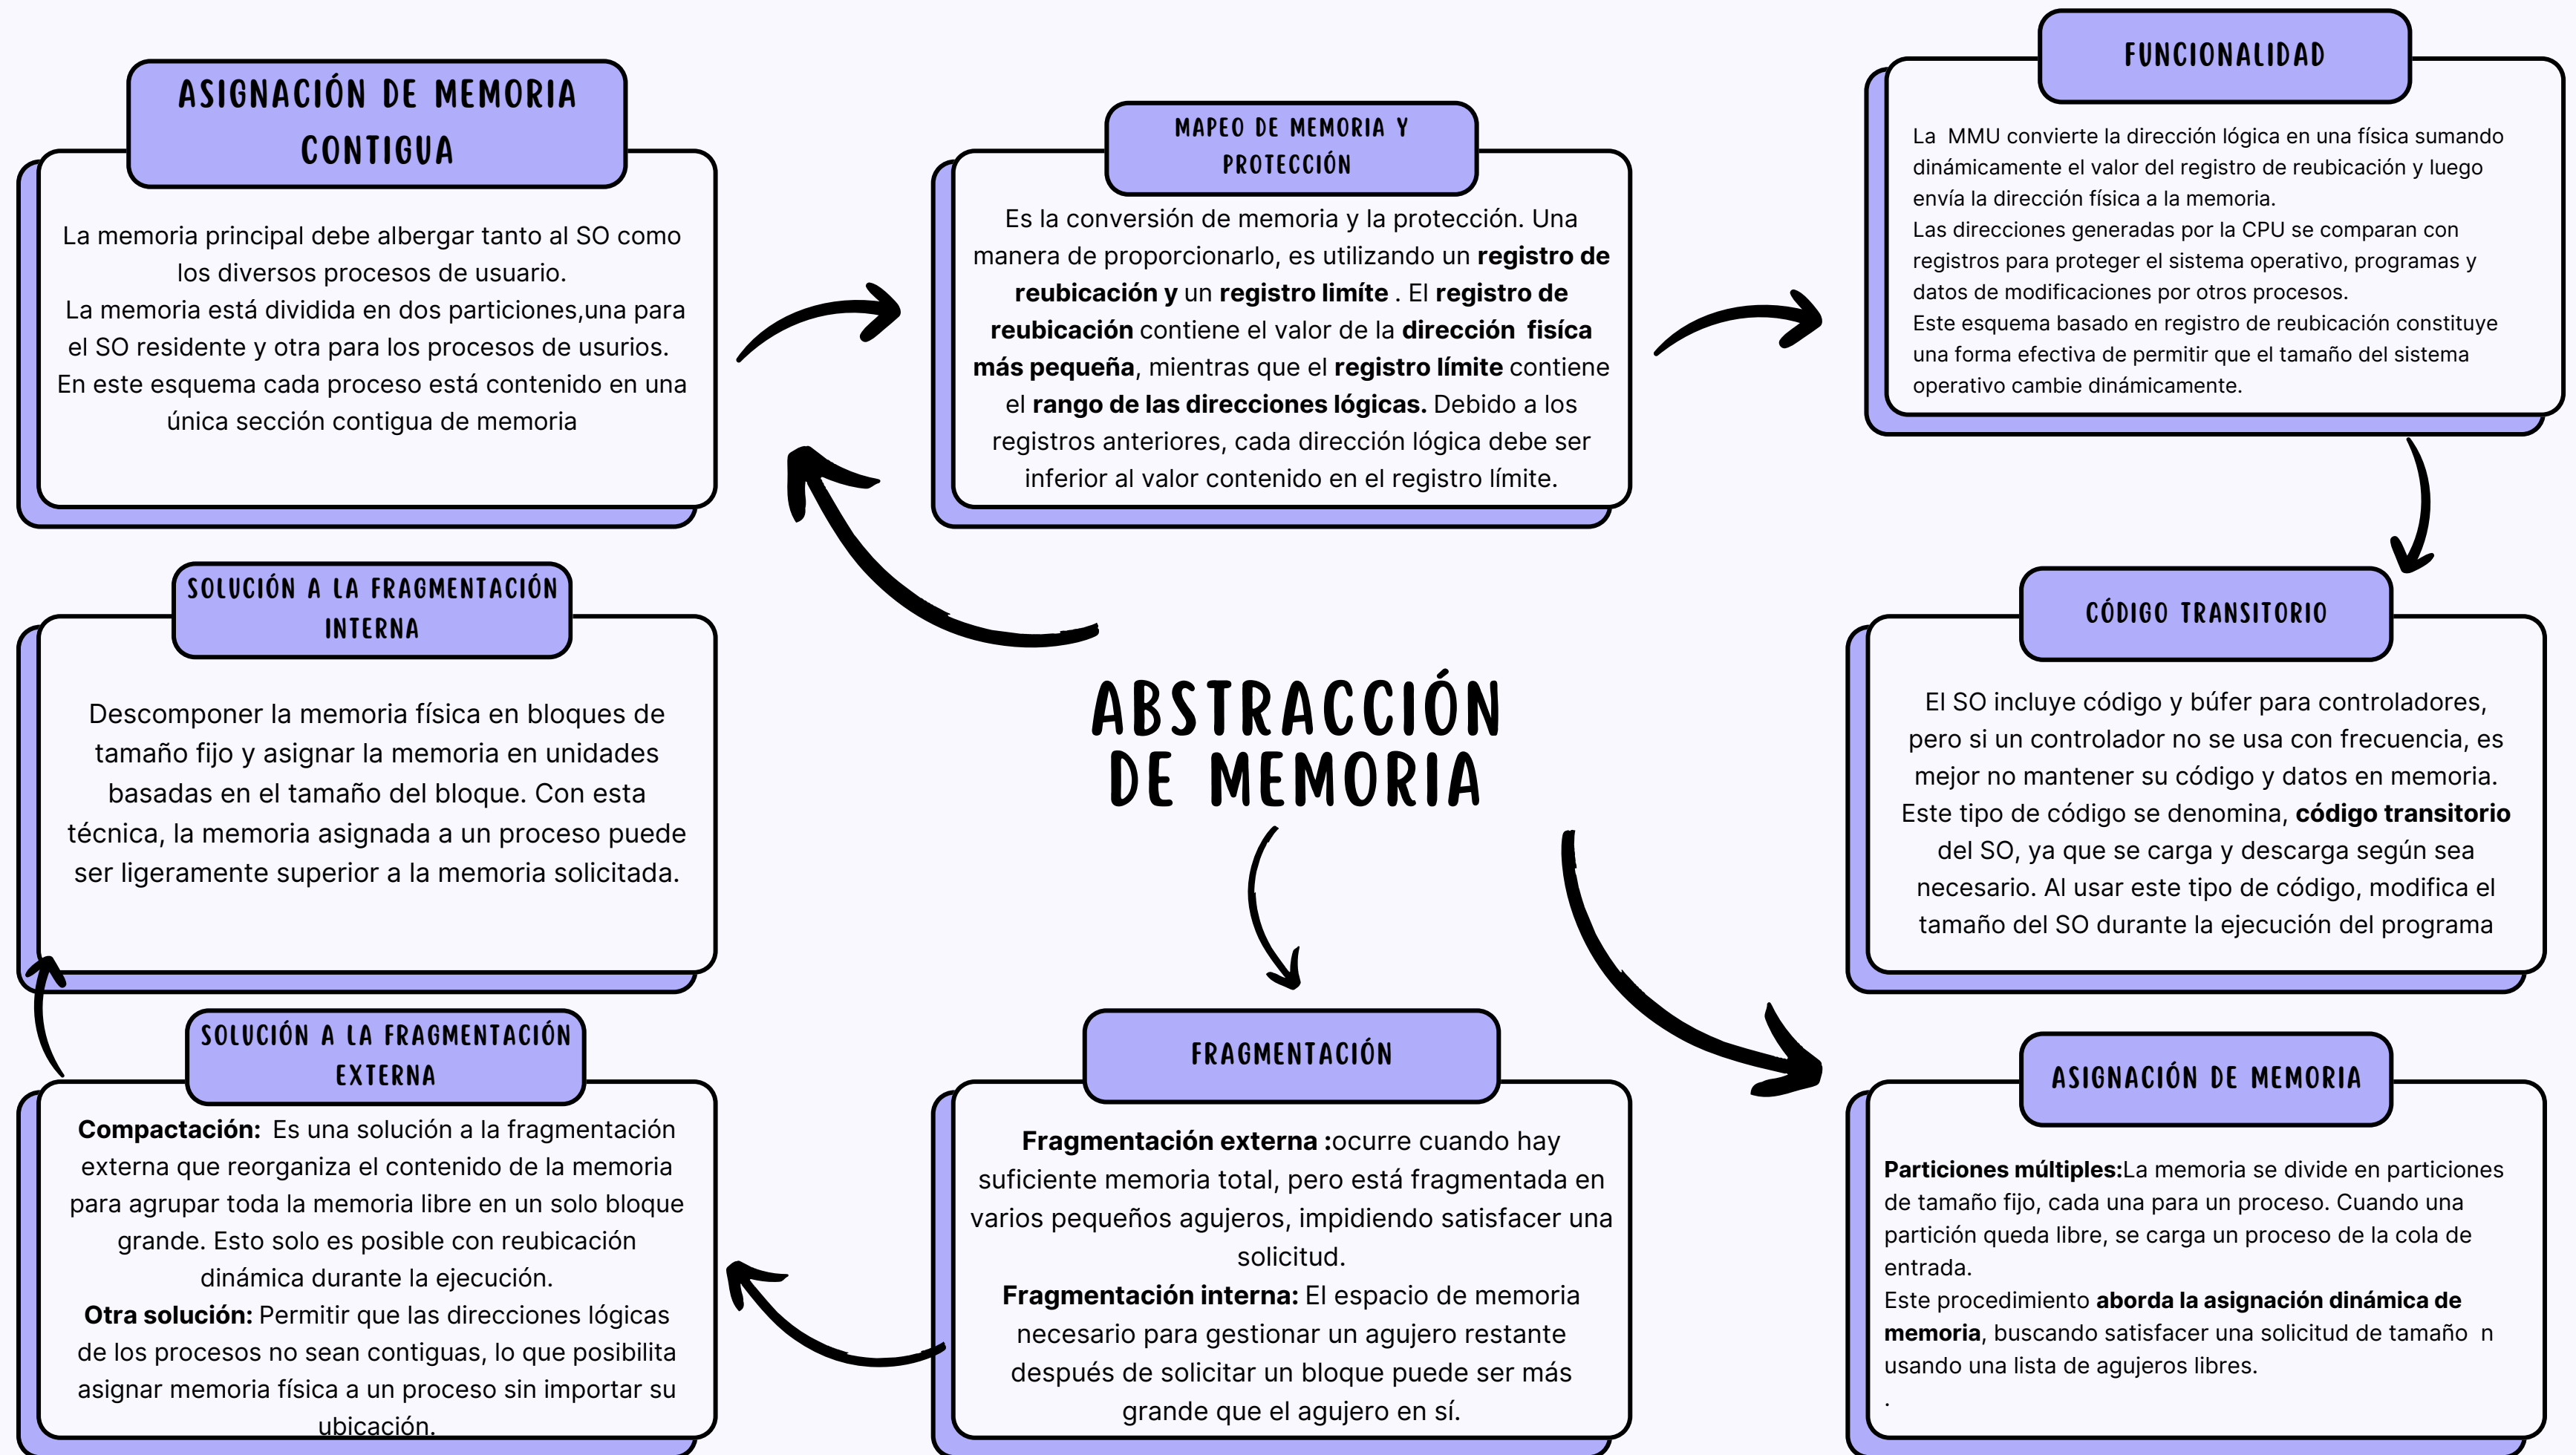 ASIGNACIÓN DE MEMORIA
CONTIGUA
La memoria principal debe albergar tanto al SO como
los diversos procesos de usuario.
La memoria está dividida en dos particiones,una para
el SO residente y otra para los procesos de usurios.
En este esquema cada proceso está contenido en una
única sección contigua de memoria
MAPEO DE MEMORIA Y
PROTECCIÓN
Es la conversión de memoria y la protección. Una
manera de proporcionarlo, es utilizando un registro de
reubicación y un registro limíte . El registro de
reubicación contiene el valor de la dirección fisíca
más pequeña, mientras que el registro límite contiene
el rango de las direcciones lógicas. Debido a los
registros anteriores, cada dirección lógica debe ser
inferior al valor contenido en el registro límite.
FUNCIONALIDAD
La MMU convierte la dirección lógica en una física sumando
dinámicamente el valor del registro de reubicación y luego
envía la dirección física a la memoria.
Las direcciones generadas por la CPU se comparan con
registros para proteger el sistema operativo, programas y
datos de modificaciones por otros procesos.
Este esquema basado en registro de reubicación constituye
una forma efectiva de permitir que el tamaño del sistema
operativo cambie dinámicamente.
CÓDIGO TRANSITORIO
El SO incluye código y búfer para controladores,
pero si un controlador no se usa con frecuencia, es
mejor no mantener su código y datos en memoria.
Este tipo de código se denomina, código transitorio
del SO, ya que se carga y descarga según sea
necesario. Al usar este tipo de código, modifica el
tamaño del SO durante la ejecución del programa
ABSTRACCIÓN
DE MEMORIA
SOLUCIÓN A LA FRAGMENTACIÓN
INTERNA
Descomponer la memoria física en bloques de
tamaño fijo y asignar la memoria en unidades
basadas en el tamaño del bloque. Con esta
técnica, la memoria asignada a un proceso puede
ser ligeramente superior a la memoria solicitada.
SOLUCIÓN A LA FRAGMENTACIÓN
EXTERNA
Compactación: Es una solución a la fragmentación
externa que reorganiza el contenido de la memoria
para agrupar toda la memoria libre en un solo bloque
grande. Esto solo es posible con reubicación
dinámica durante la ejecución.
Otra solución: Permitir que las direcciones lógicas
de los procesos no sean contiguas, lo que posibilita
asignar memoria física a un proceso sin importar su
ubicación.
FRAGMENTACIÓN
Fragmentación externa :ocurre cuando hay
suficiente memoria total, pero está fragmentada en
varios pequeños agujeros, impidiendo satisfacer una
solicitud.
Fragmentación interna: El espacio de memoria
necesario para gestionar un agujero restante
después de solicitar un bloque puede ser más
grande que el agujero en sí.
ASIGNACIÓN DE MEMORIA
Particiones múltiples:La memoria se divide en particiones
de tamaño fijo, cada una para un proceso. Cuando una
partición queda libre, se carga un proceso de la cola de
entrada.
Este procedimiento aborda la asignación dinámica de
memoria, buscando satisfacer una solicitud de tamaño n
usando una lista de agujeros libres.
.